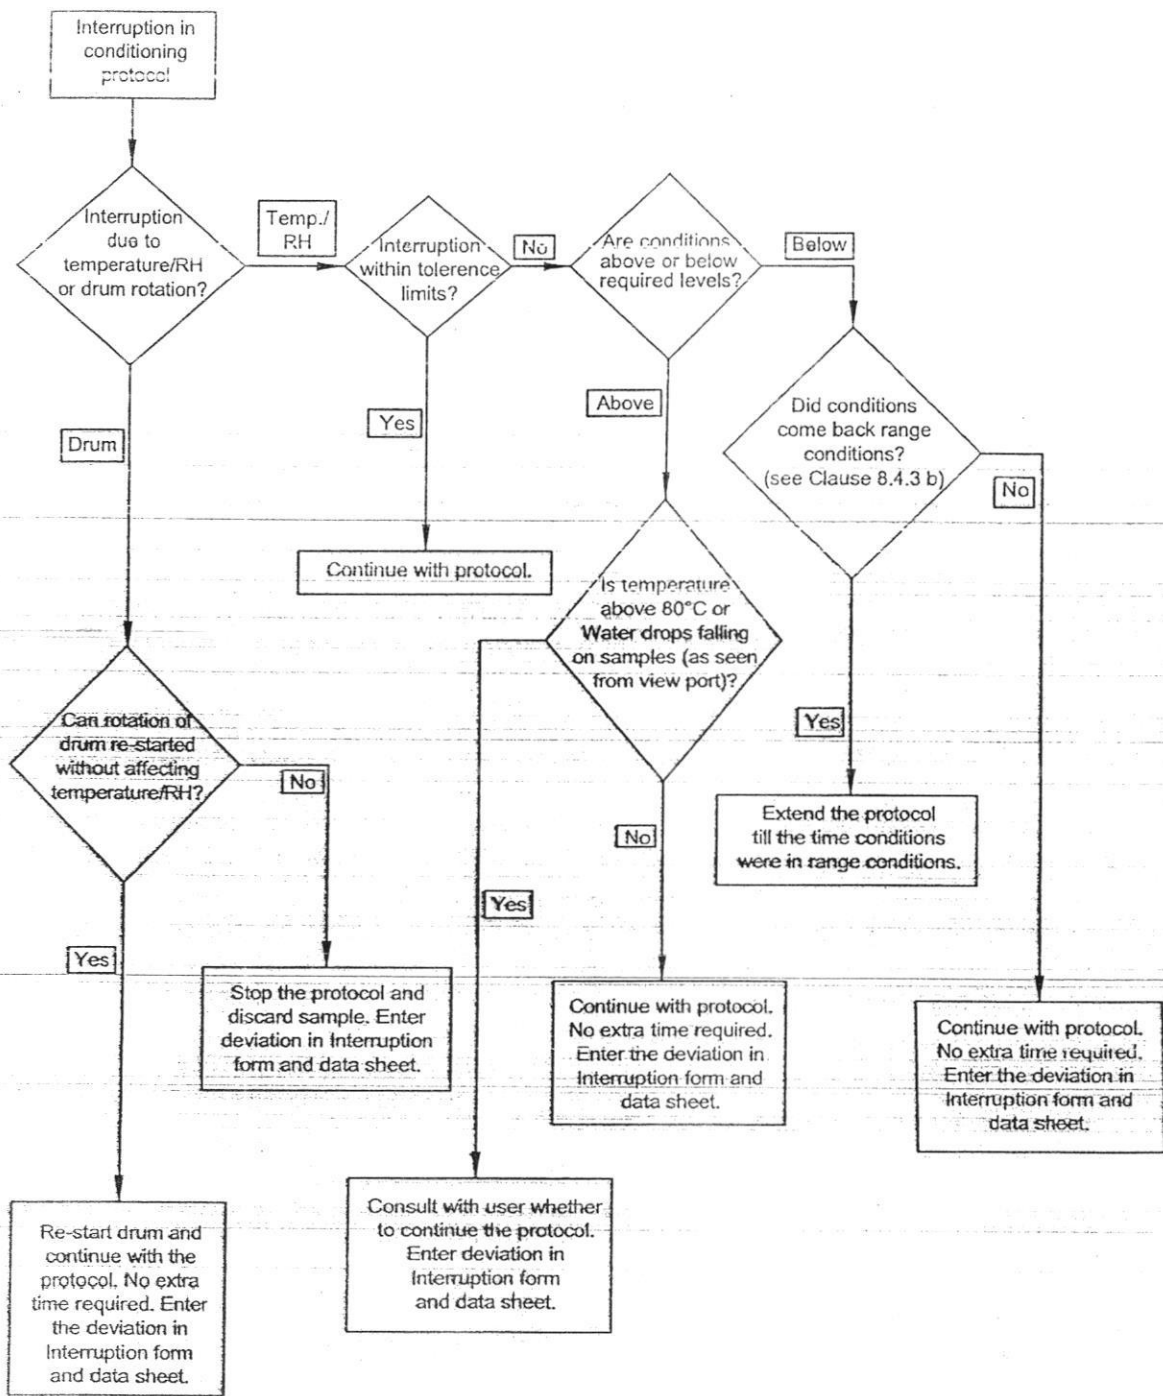 Interruption in
conditioning
protocol
Interruption
due to
temperature/RH
or drum rotation?
Temp./
RH
Interruption
within tolerence
limits?
No
Are conditions
above or below
required levels?
Below
Drum
Yes
Above
Did conditions
come back range
conditions?
(see Clause 8.4.3 b)
No
Continue with protocol.
Is temperature
above 80°C or
Water drops falling
on samples (as seen
from view port)?
Can rotation of
drum re-started
without affecting
temperature/RH?
No
Yes
Extend the protocol
till the time conditions
were in range conditions.
No
Yes
Yes
Stop the protocol and
discard sample. Enter
deviation in Interruption
form and data sheet.
Continue with protocol.
No extra time required.
Enter the deviation in
Interruption form and
data sheet.
Continue with protocol.
No extra time required.
Enter the deviation in
Interruption form and
data sheet.
Re-start drum and
continue with the
protocol. No extra
time required. Enter
the deviation in
Interruption form
and data sheet.
Consult with user whether
to continue the protocol.
Enter deviation in
Interruption form
and data sheet.